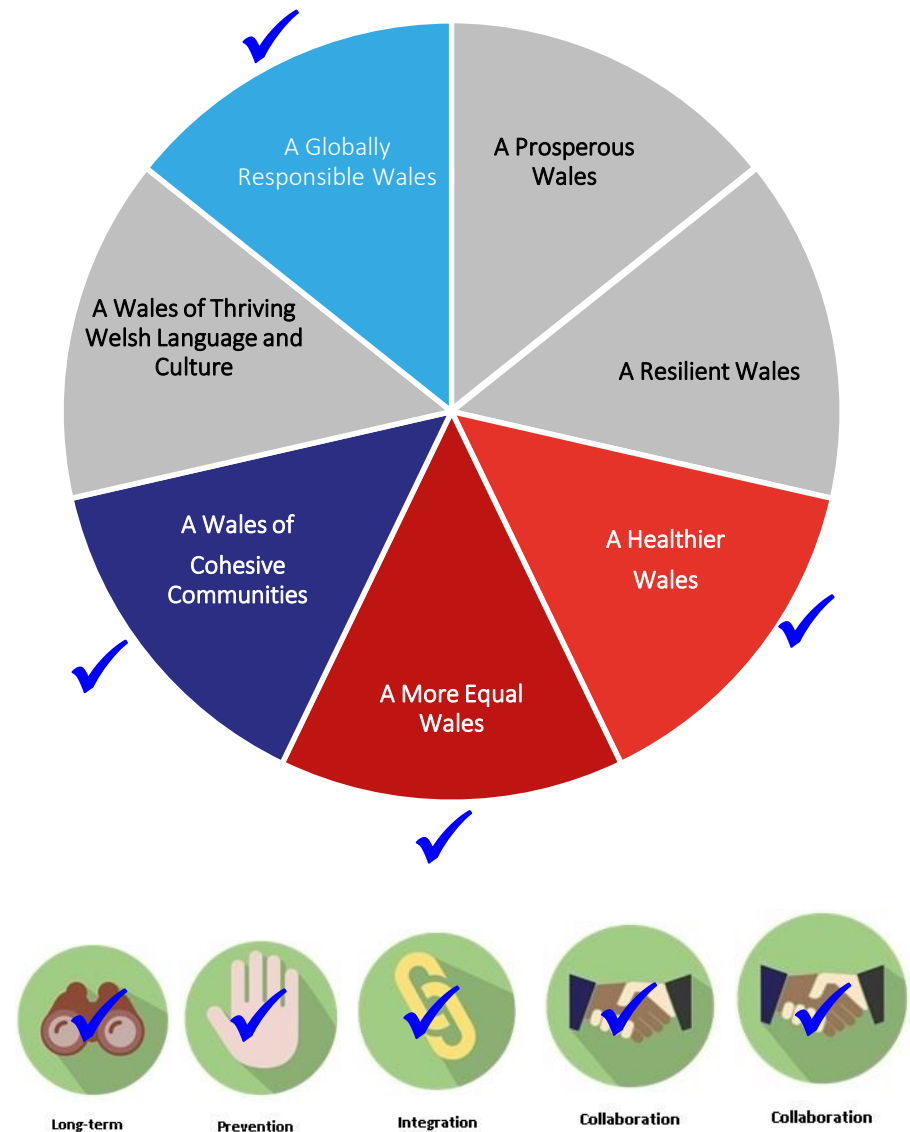 A Globally
Responsible Wales
A Prosperous
Wales
A Wales of Thriving
Welsh Language and
Culture
A Resilient Wales
A Wales of
Cohesive
Communities
A Healthier
Wales
A More Equal
Wales
Long-term
Prevention
Integration
Collaboration
Collaboration